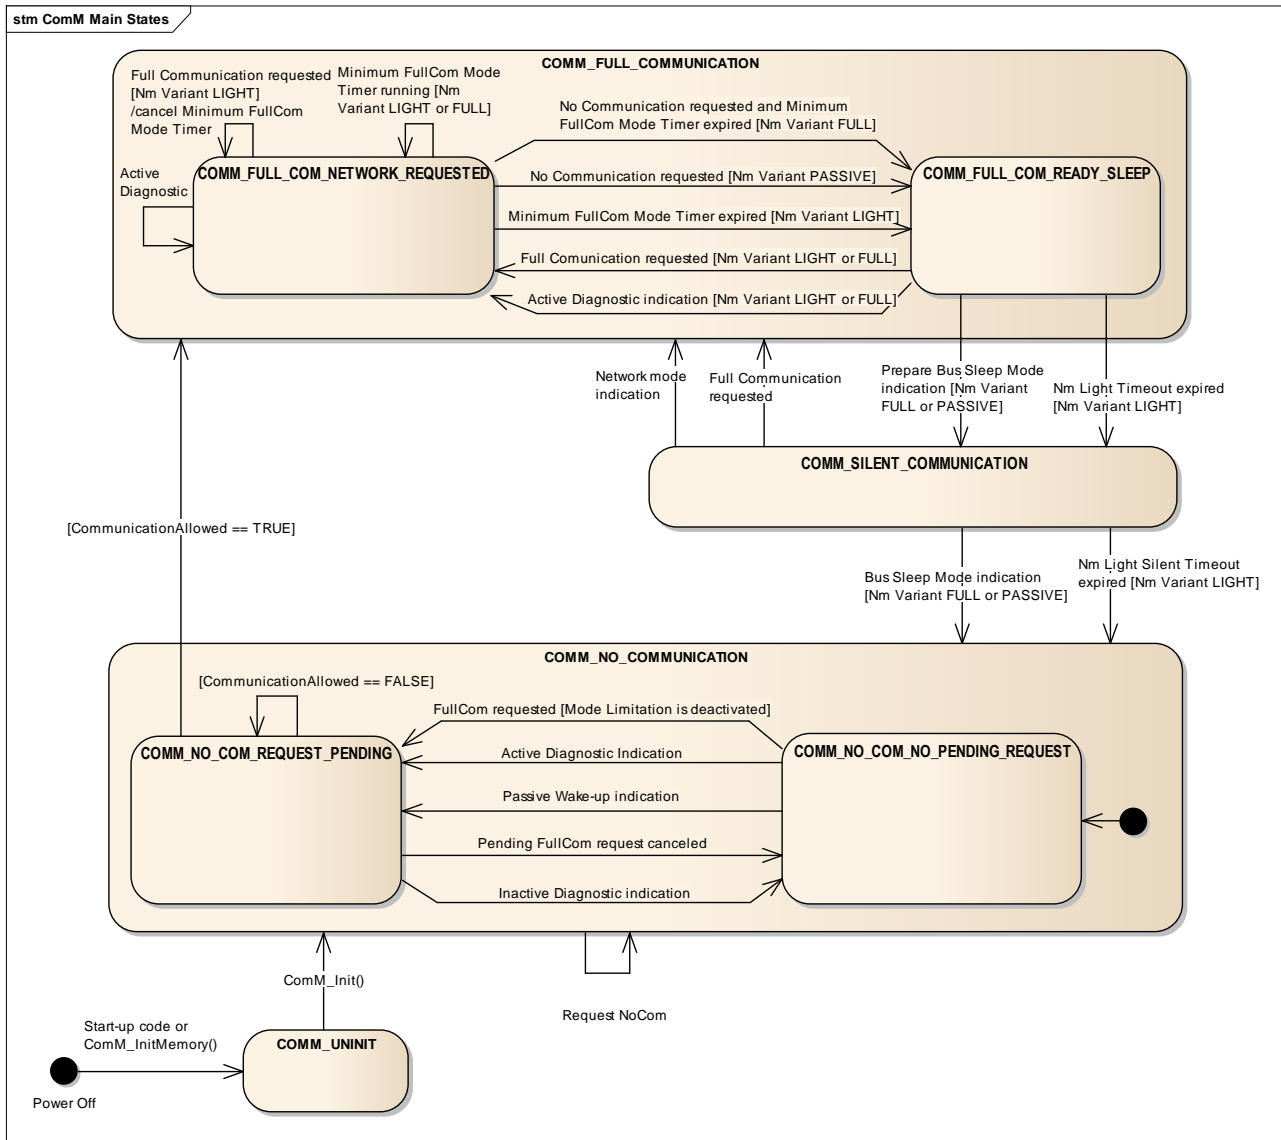 stm ComM Main States
COMM_FULL_COMMUNICATION
Full Communication requested
[Nm Variant LIGHT]
/cancel Minimum FullCom
Mode Timer
Minimum FullCom Mode
Timer running [Nm
Variant LIGHT or FULL]
No Communication requested and Minimum
FullCom Mode Timer expired [Nm Variant FULL]
Active
Diagnostic
COMM_FULL_COM_NETWORK_REQUESTED
No Communication requested [Nm Variant PASSIVE]
COMM_FULL_COM_READY_SLEEP
Minimum FullCom Mode Timer expired [Nm Variant LIGHT]
Full Comunication requested [Nm Variant LIGHT or FULL]
Active Diagnostic indication [Nm Variant LIGHT or FULL]
Network mode
indication
Full Communication
requested
Prepare Bus Sleep Mode
indication [Nm Variant
FULL or PASSIVE]
Nm Light Timeout expired
[Nm Variant LIGHT]
COMM_SILENT_COMMUNICATION
[CommunicationAllowed == TRUE]
Bus Sleep Mode indication
[Nm Variant FULL or PASSIVE]
Nm Light Silent Timeout
expired [Nm Variant LIGHT]
COMM_NO_COMMUNICATION
[CommunicationAllowed == FALSE]
FullCom requested [Mode Limitation is deactivated]
COMM_NO_COM_REQUEST_PENDING
Active Diagnostic Indication
COMM_NO_COM_NO_PENDING_REQUEST
Passive Wake-up indication
Pending FullCom request canceled
Inactive Diagnostic indication
ComM_Init()
Request NoCom
Start-up code or
ComM_InitMemory()
COMM_UNINIT
Power Off